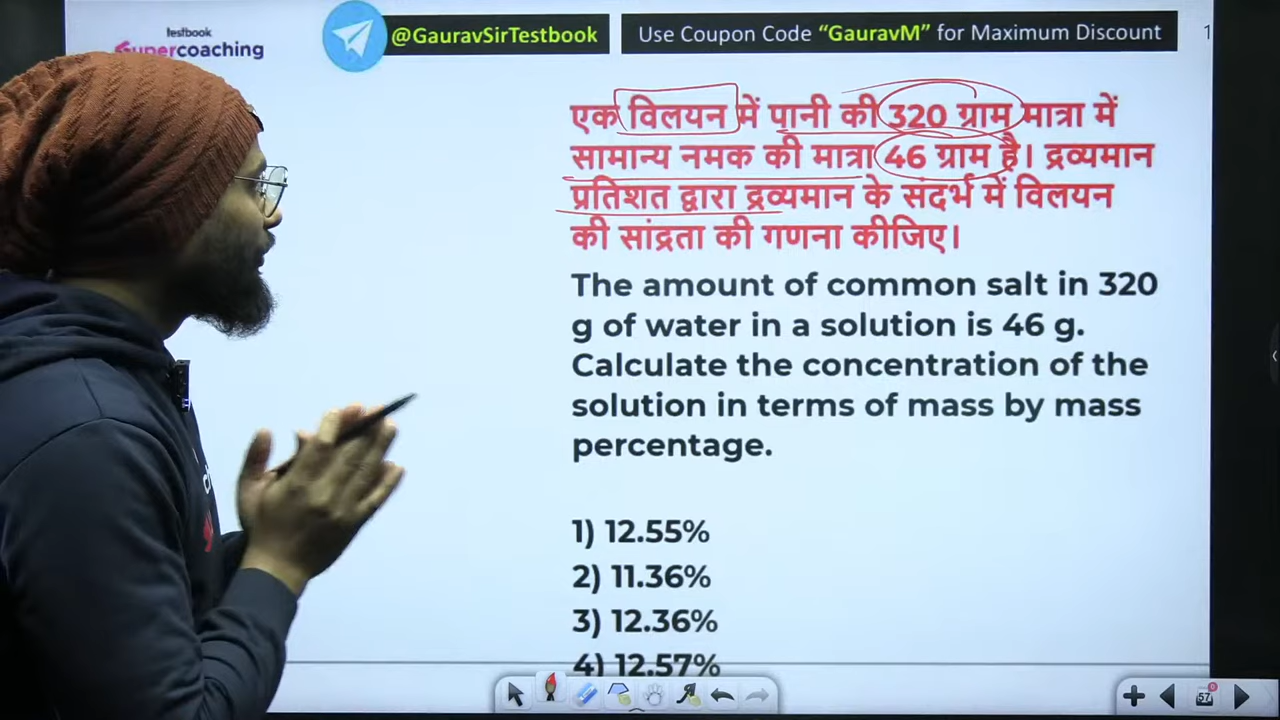 testbook
Supercoaching
@GauravSirTestbook
Use Coupon Code “GauravM” for Maximum Discount
1
एक विलयन में पानी की 320 ग्राम मात्रा में
सामान्य नमक की मात्रा 46 ग्राम है। द्रव्यमान
प्रतिशत द्वारा द्रव्यमान के संदर्भ में विलयन
की सांद्रता की गणना कीजिए।
The amount of common salt in 320
g of water in a solution is 46 g.
Calculate the concentration of the
solution in terms of mass by mass
percentage.
1) 12.55%
2) 11.36%
3) 12.36%
4) 12.57%
57